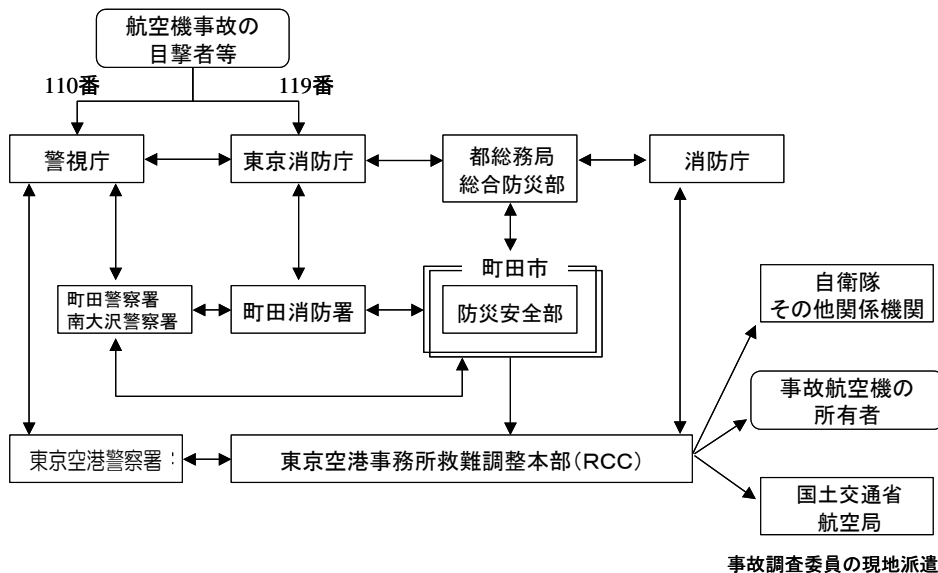 航空機事故の
目撃者等
110番
119番
警視庁
東京消防庁
都総務局
総合防災部
消防庁
町田市
町田警察署
南大沢警察署
町田消防署
防災安全部
自衛隊
その他関係機関
事故航空機の
所有者
東京空港警察署
東京空港事務所救難調整本部(RCC)
国土交通省
航空局
事故調査委員の現地派遣